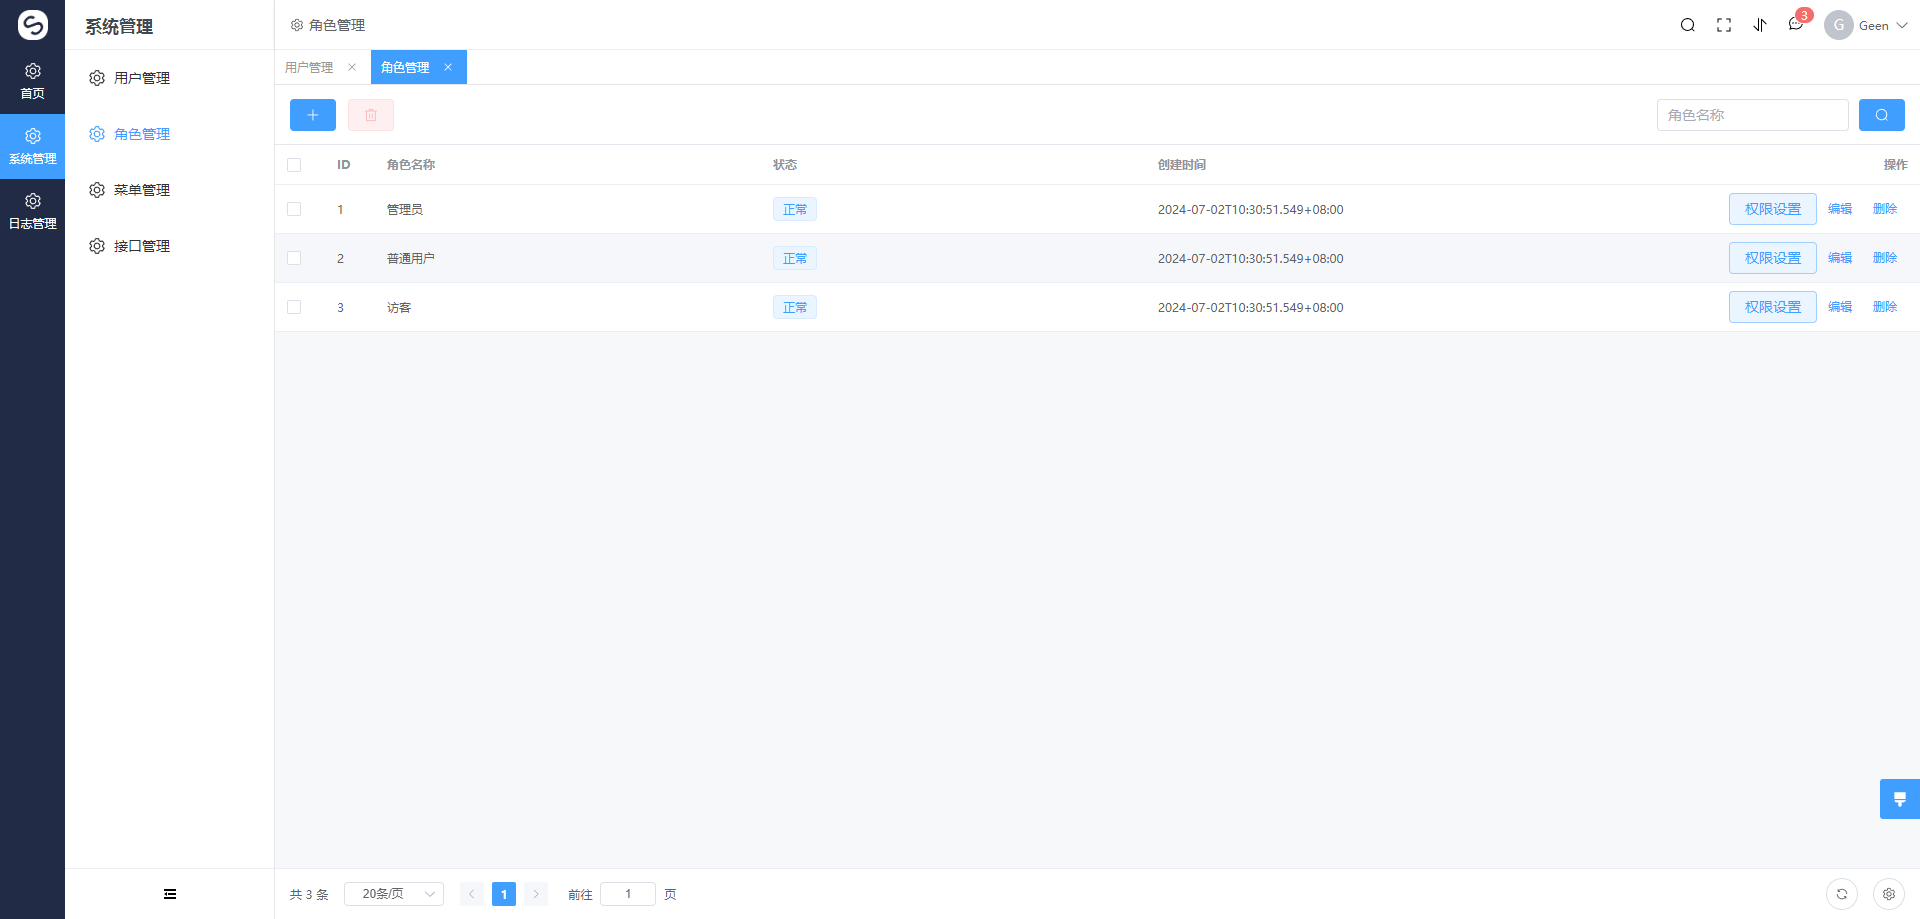 首页
系统管理
日志管理
系统管理
用户管理
角色管理
菜单管理
接口管理
角色管理
3
G
Geen
用户管理
角色管理
角色名称
ID 角色名称 状态 创建时间 操作
1 管理员 正常 2024-07-02T10:30:51.549+08:00 权限设置 编辑 删除
2 普通用户 正常 2024-07-02T10:30:51.549+08:00 权限设置 编辑 删除
3 访客 正常 2024-07-02T10:30:51.549+08:00 权限设置 编辑 删除
共 3 条 20条/页 1 前往 1 页